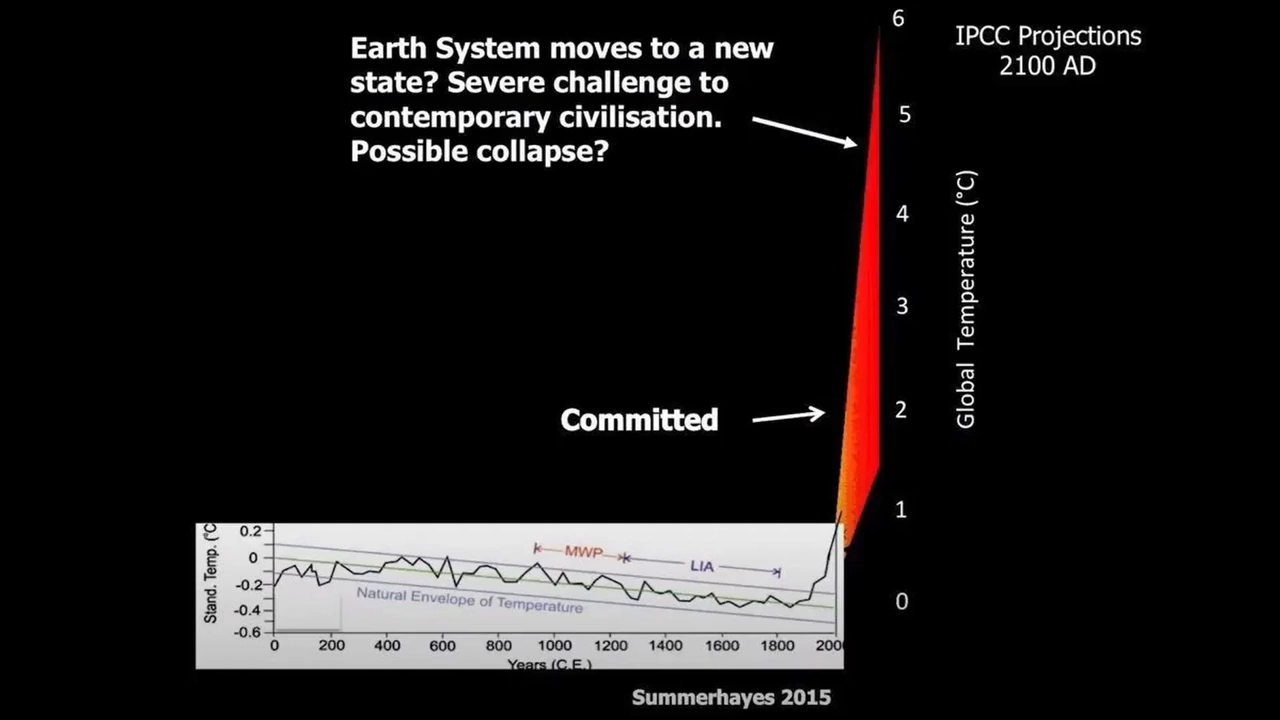 Earth System moves to a new
state? Severe challenge to
contemporary civilisation.
Possible collapse?
IPCC Projections
2100 AD
6
5
4
3
2
1
0
Global Temperature (°C)
Committed
Stand. Temp. (°C
0.2
0
-0.2
-0.4
-0.6
MWP
LIA
Natural Envelope of Temperature
0 200 400 600 800 1000 1200 1400 1600 1800 2000
Years (C.E.)
Summerhayes 2015